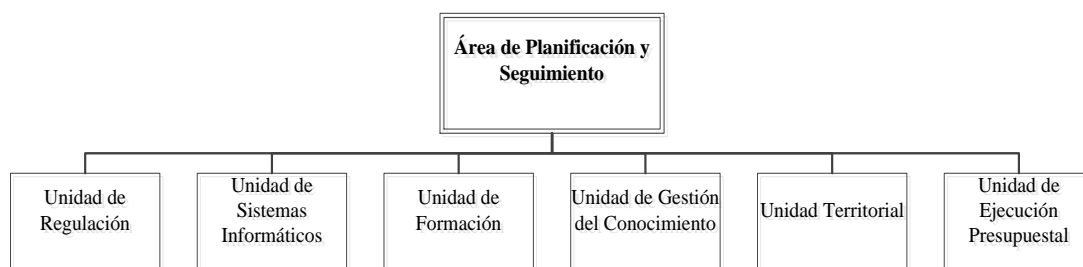 Área de Planificación y
Seguimiento
Unidad de
Regulación
Unidad de
Sistemas
Informáticos
Unidad de
Formación
Unidad de Gestión
del Conocimiento
Unidad Territorial
Unidad de
Ejecución
Presupuestal